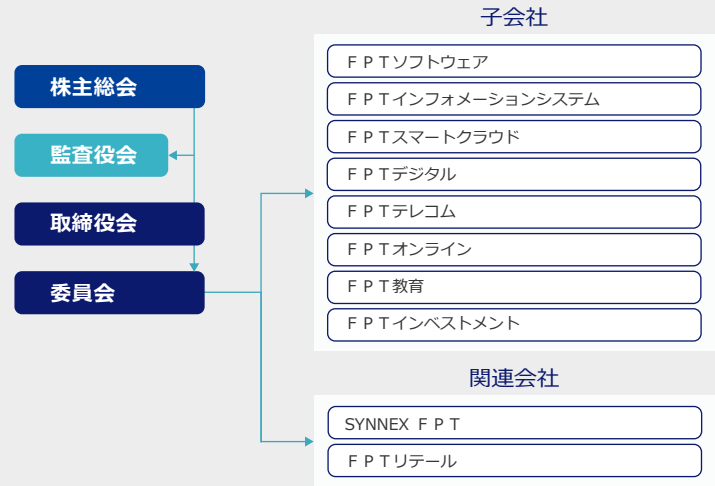 子会社
株主総会
監査役会
取締役会
委員会
ＦＰＴソフトウェア
ＦＰＴインフォメーションシステム
ＦＰＴスマートクラウド
ＦＰＴデジタル
ＦＰＴテレコム
ＦＰＴオンライン
ＦＰＴ教育
ＦＰＴインベストメント
関連会社
SYNNEX ＦＰＴ
ＦＰＴリテール